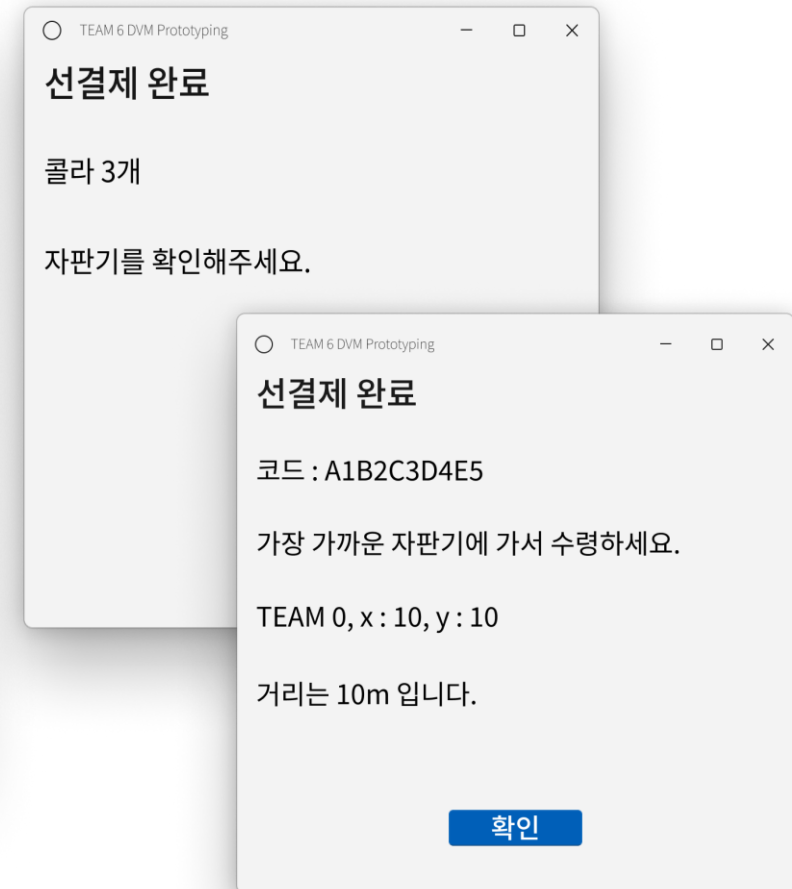 TEAM 6 DVM Prototyping
선결제 완료
콜라 3개
자판기를 확인해주세요.
TEAM 6 DVM Prototyping
선결제 완료
코드 : A1B2C3D4E5
가장 가까운 자판기에 가서 수령하세요.
TEAM 0, x : 10, y : 10
거리는 10m 입니다.
확인